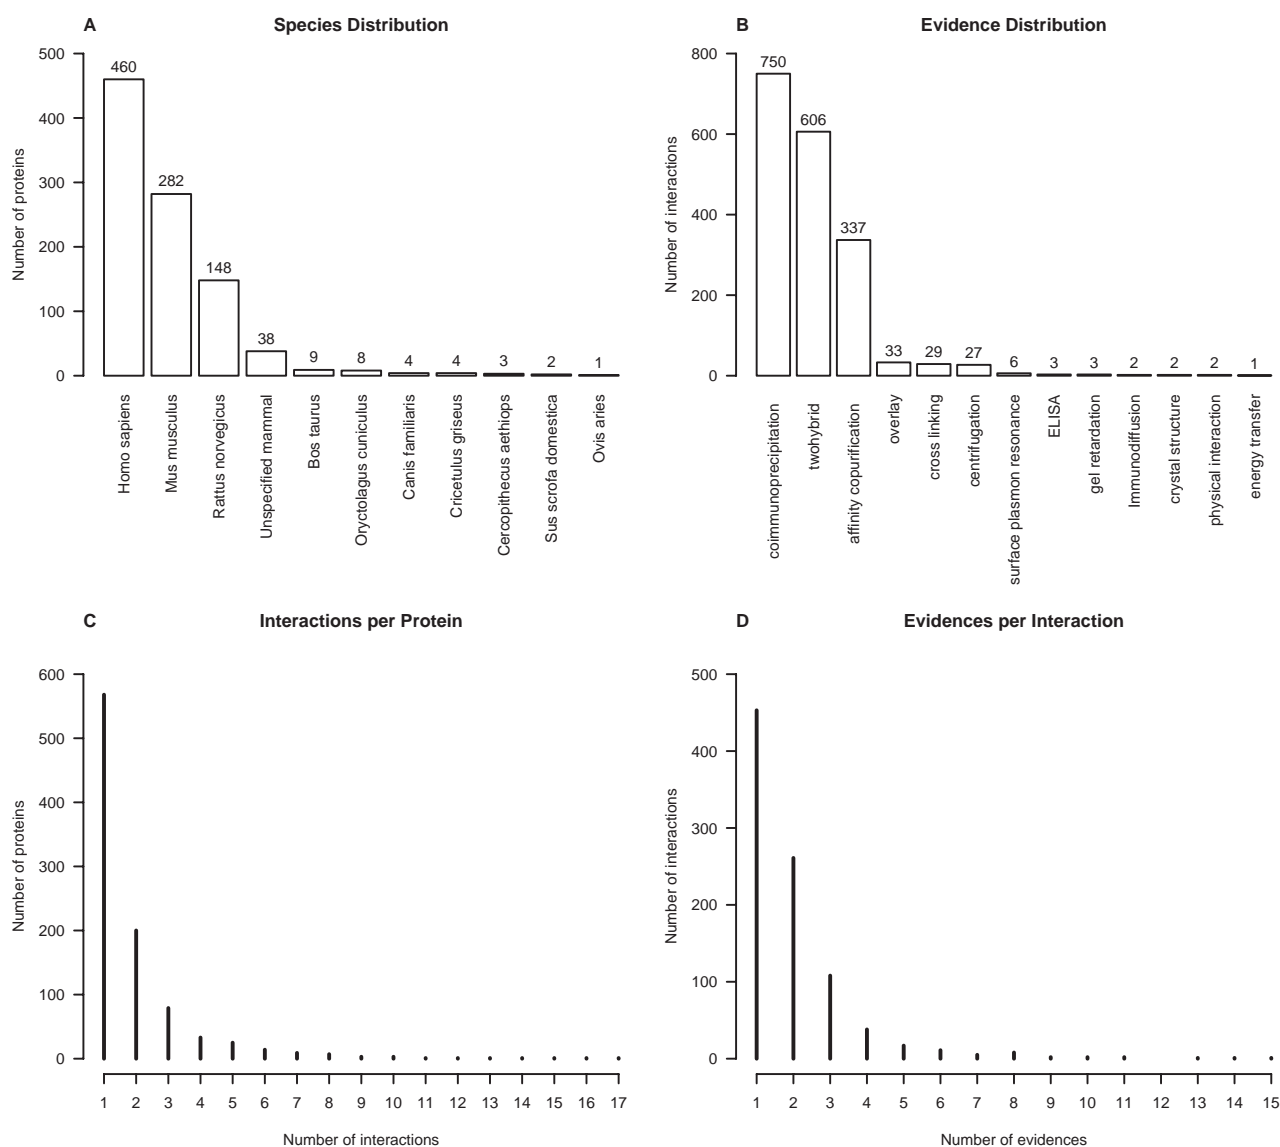 A
Species Distribution
500
400
300
200
100
0
Number of proteins
460
282
148
38
9
8
4
4
3
2
1
Homo sapiens
Mus musculus
Rattus norvegicus
Unspecified mammal
Bos taurus
Oryctolagus cuniculus
Canis familiaris
Cricetulus griseus
Cercopithecus aethiops
Sus scrofa domestica
Ovis aries
B
Evidence Distribution
800
600
400
200
0
Number of interactions
750
606
337
33
29
27
6
3
3
2
2
2
1
coimmunoprecipitation
twohybrid
affinity copurification
overlay
cross linking
centrifugation
surface plasmon resonance
ELISA
gel retardation
Immunodiffusion
crystal structure
physical interaction
energy transfer
C
Interactions per Protein
600
500
400
300
200
100
0
Number of proteins
1 2 3 4 5 6 7 8 9 10 11 12 13 14 15 16 17
Number of interactions
D
Evidences per Interaction
500
400
300
200
100
0
Number of interactions
1 2 3 4 5 6 7 8 9 10 11 12 13 14 15
Number of evidences